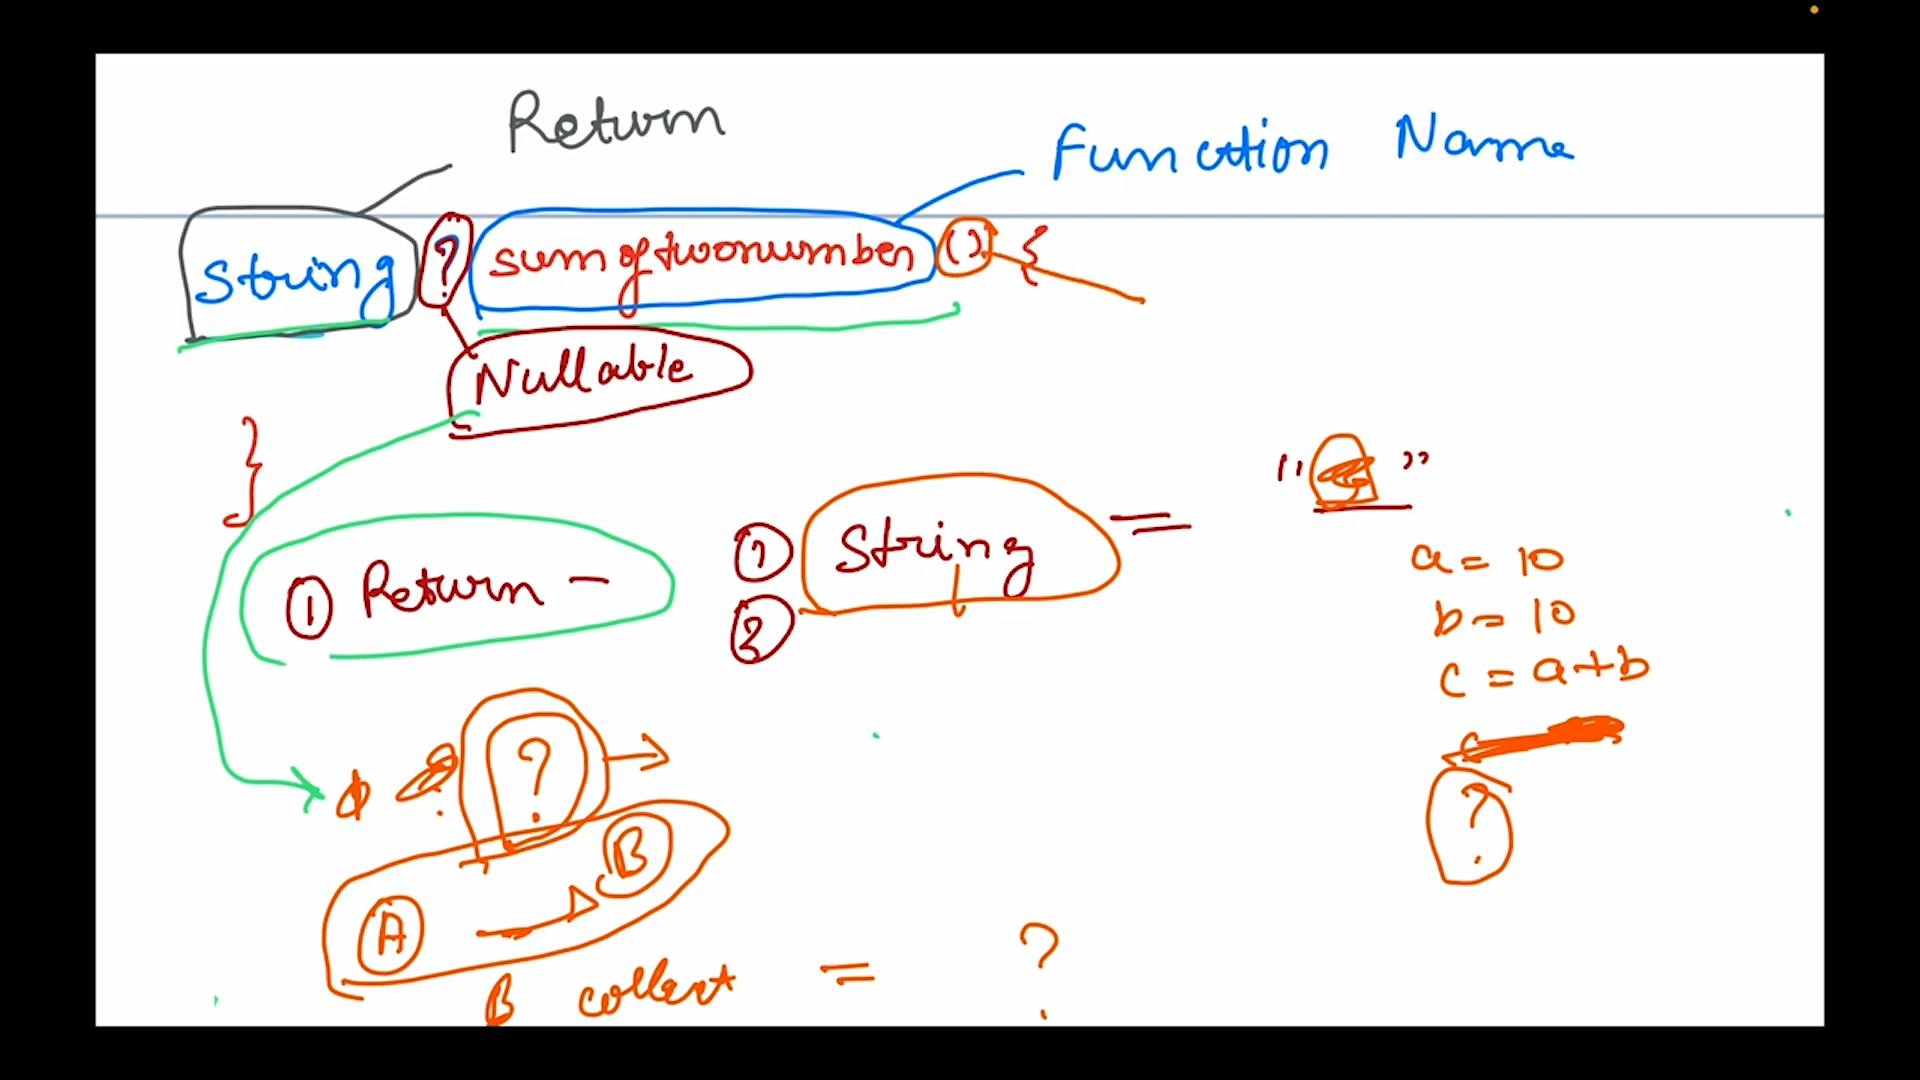 Return
Function Name
String ? sumoftwonumber () {
Nullable
}
① Return -
① String = " "
②
a = 10
b = 10
c = a+b
?
?
A B
B collect = ?